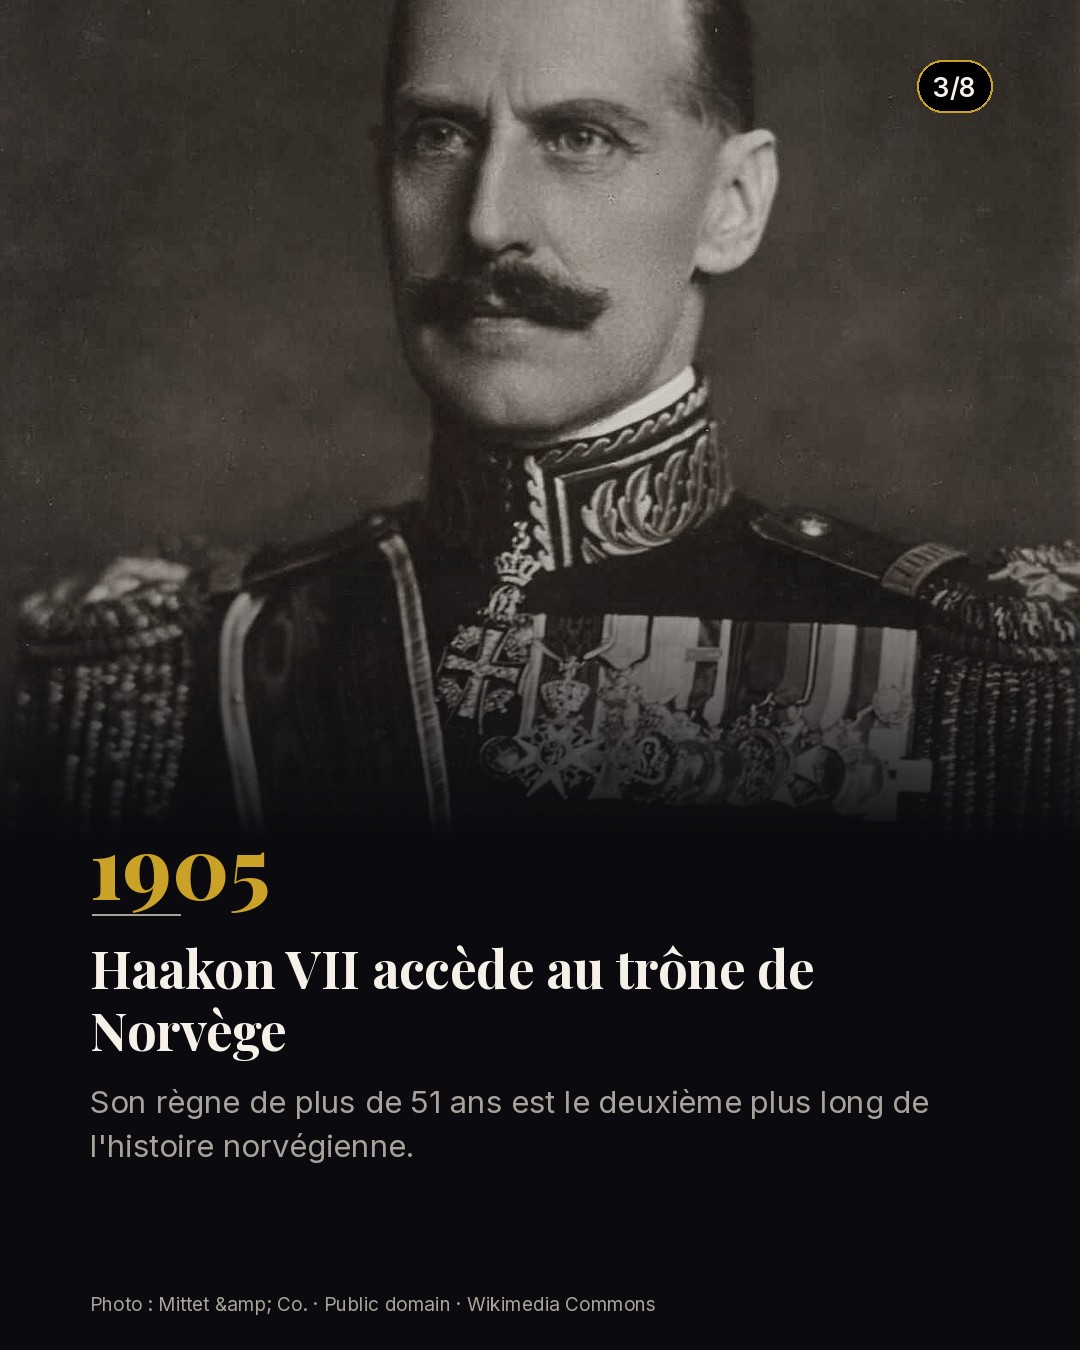 3/8
1905
Haakon VII accède au trône de
Norvège
Son règne de plus de 51 ans est le deuxième plus long de
l'histoire norvégienne.
Photo : Mittet &amp; Co. · Public domain · Wikimedia Commons